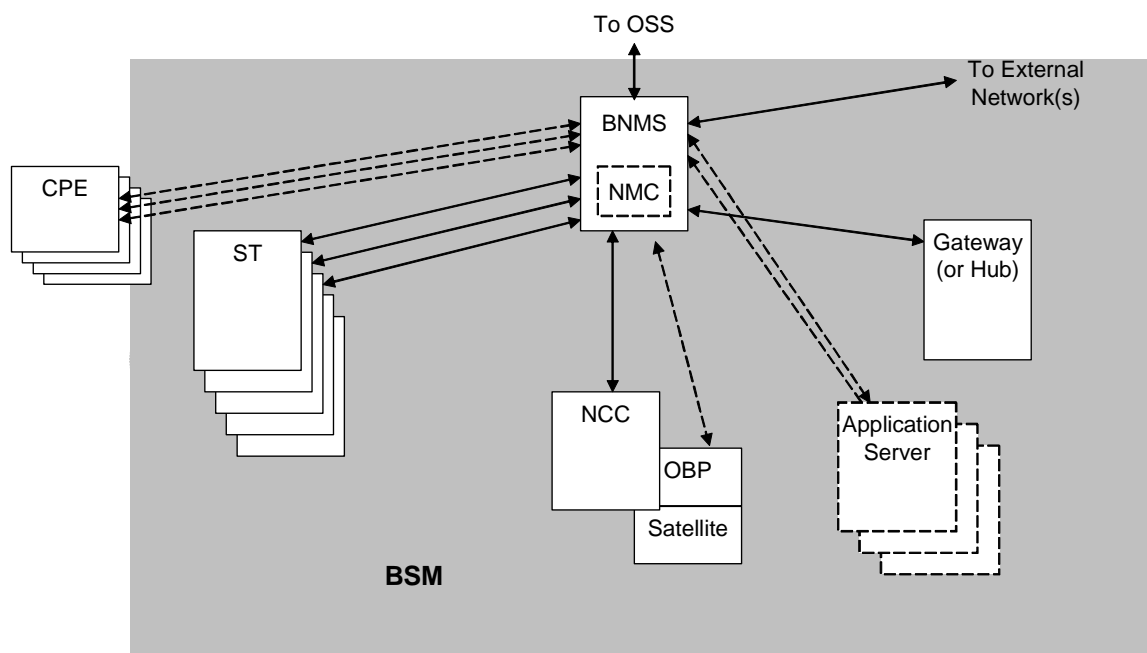 To OSS
To External
Network(s)
BNMS
NMC
CPE
ST
Gateway
(or Hub)
NCC
OBP
Satellite
Application
Server
BSM